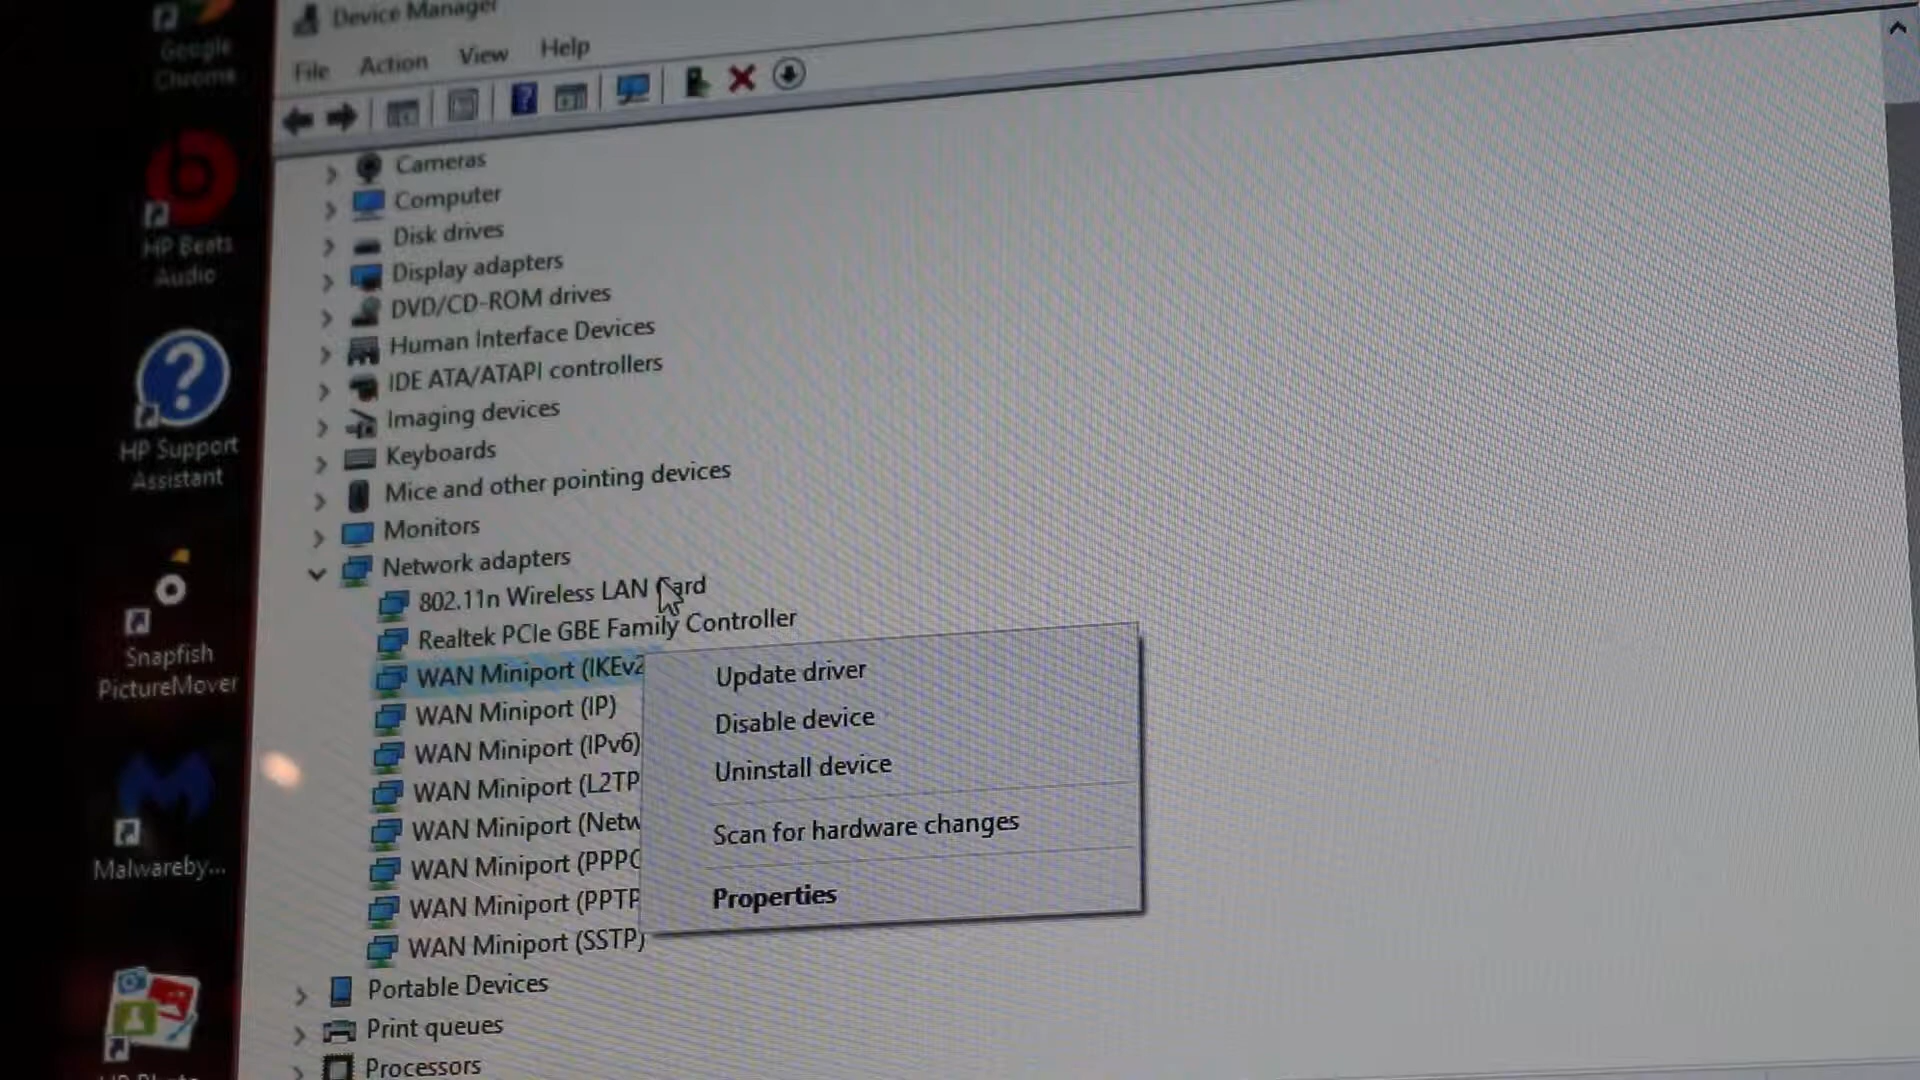 Device Manager
File Action View Help
Google
Chrome
HP Beats
Audio
HP Support
Assistant
Snapfish
PictureMover
Malwareby...
Cameras
Computer
Disk drives
Display adapters
DVD/CD-ROM drives
Human Interface Devices
IDE ATA/ATAPI controllers
Imaging devices
Keyboards
Mice and other pointing devices
Monitors
Network adapters
802.11n Wireless LAN Card
Realtek PCIe GBE Family Controller
WAN Miniport (IKEv2
WAN Miniport (IP)
WAN Miniport (IPv6)
WAN Miniport (L2TP
WAN Miniport (Netw
WAN Miniport (PPPO
WAN Miniport (PPTP
WAN Miniport (SSTP)
Portable Devices
Print queues
Processors
Update driver
Disable device
Uninstall device
Scan for hardware changes
Properties